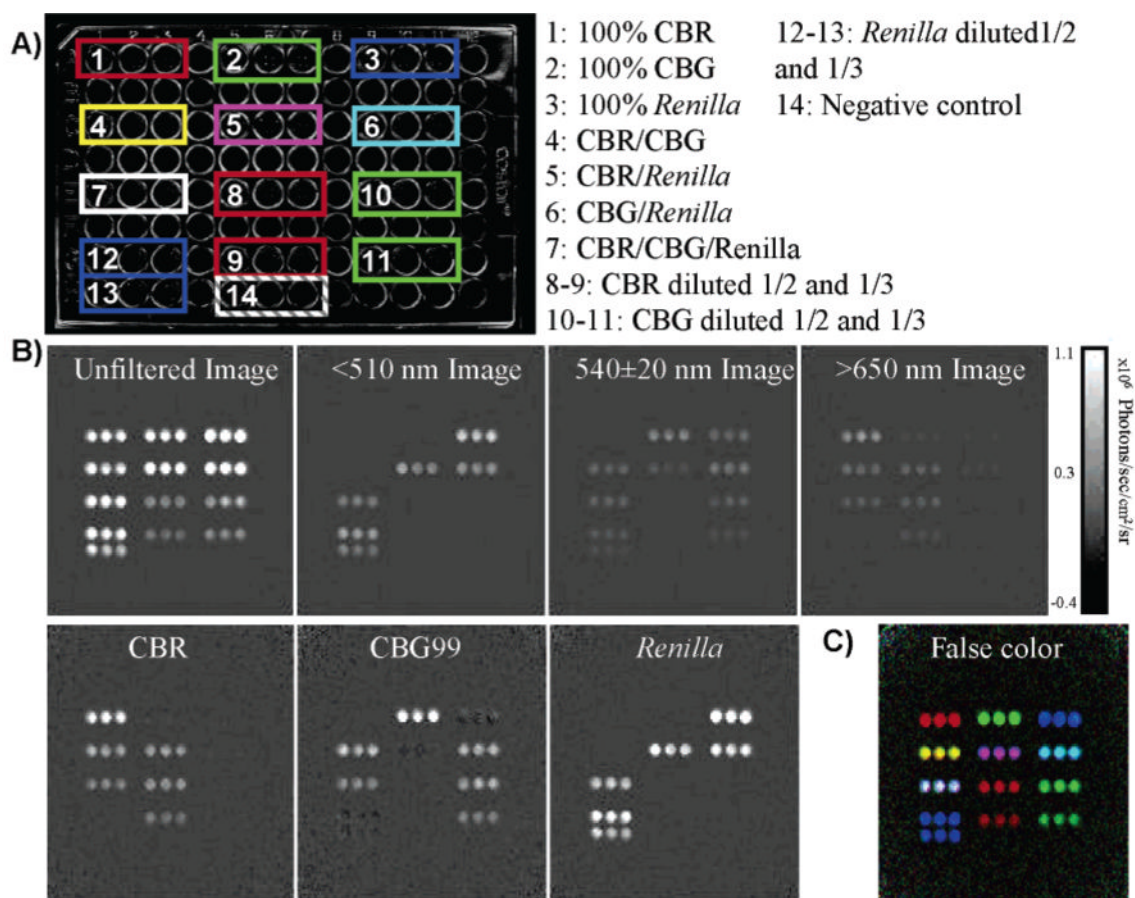 A)
1
2
3
4
5
6
7
8
10
12
9
11
13
14
1: 100% CBR
2: 100% CBG
3: 100% Renilla
4: CBR/CBG
5: CBR/Renilla
6: CBG/Renilla
7: CBR/CBG/Renilla
8-9: CBR diluted 1/2 and 1/3
10-11: CBG diluted 1/2 and 1/3
12-13: Renilla diluted1/2
and 1/3
14: Negative control
B)
Unfiltered Image
<510 nm Image
540±20 nm Image
>650 nm Image
1.1
0.3
-0.4
x10⁶ Photons/sec/cm²/sr
CBR
CBG99
Renilla
C)
False color